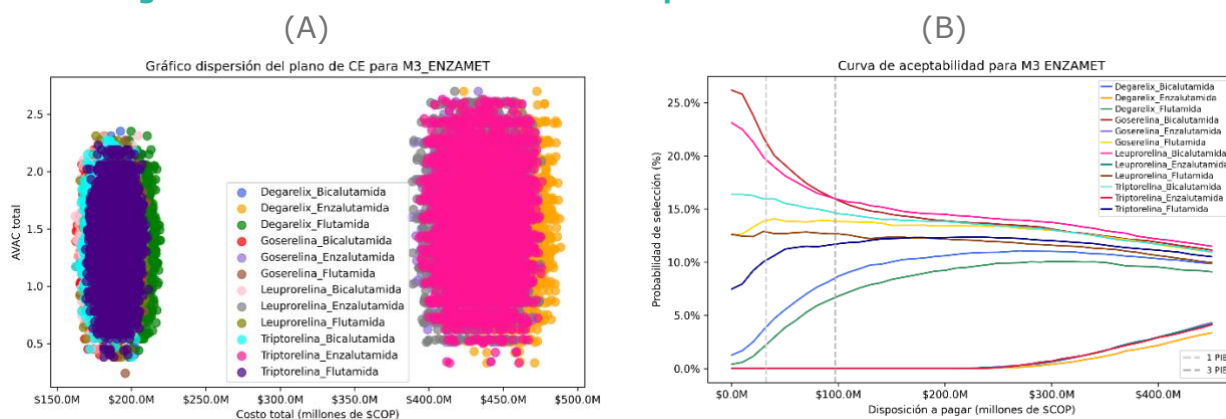 (A)
(B)
Gráfico dispersión del plano de CE para M3_ENZAMET
AVAC total
2.5
2.0
1.5
1.0
0.5
Degarelix_Bicalutamida
Degarelix_Enzalutamida
Degarelix_Flutamida
Goserelina_Bicalutamida
Goserelina_Enzalutamida
Goserelina_Flutamida
Leuprorelina_Bicalutamida
Leuprorelina_Enzalutamida
Leuprorelina_Flutamida
Triptorelina_Bicalutamida
Triptorelina_Enzalutamida
Triptorelina_Flutamida
$150.0M $200.0M $250.0M $300.0M $350.0M $400.0M $450.0M $500.0M
Costo total (millones de $COP)
Curva de aceptabilidad para M3 ENZAMET
Probabilidad de selección (%)
25.0%
20.0%
15.0%
10.0%
5.0%
0.0%
Degarelix_Bicalutamida
Degarelix_Enzalutamida
Degarelix_Flutamida
Goserelina_Bicalutamida
Goserelina_Enzalutamida
Goserelina_Flutamida
Leuprorelina_Bicalutamida
Leuprorelina_Enzalutamida
Leuprorelina_Flutamida
Triptorelina_Bicalutamida
Triptorelina_Enzalutamida
Triptorelina_Flutamida
1 PIB
3 PIB
$0.0M $100.0M $200.0M $300.0M $400.0M
Disposición a pagar (millones de $COP)